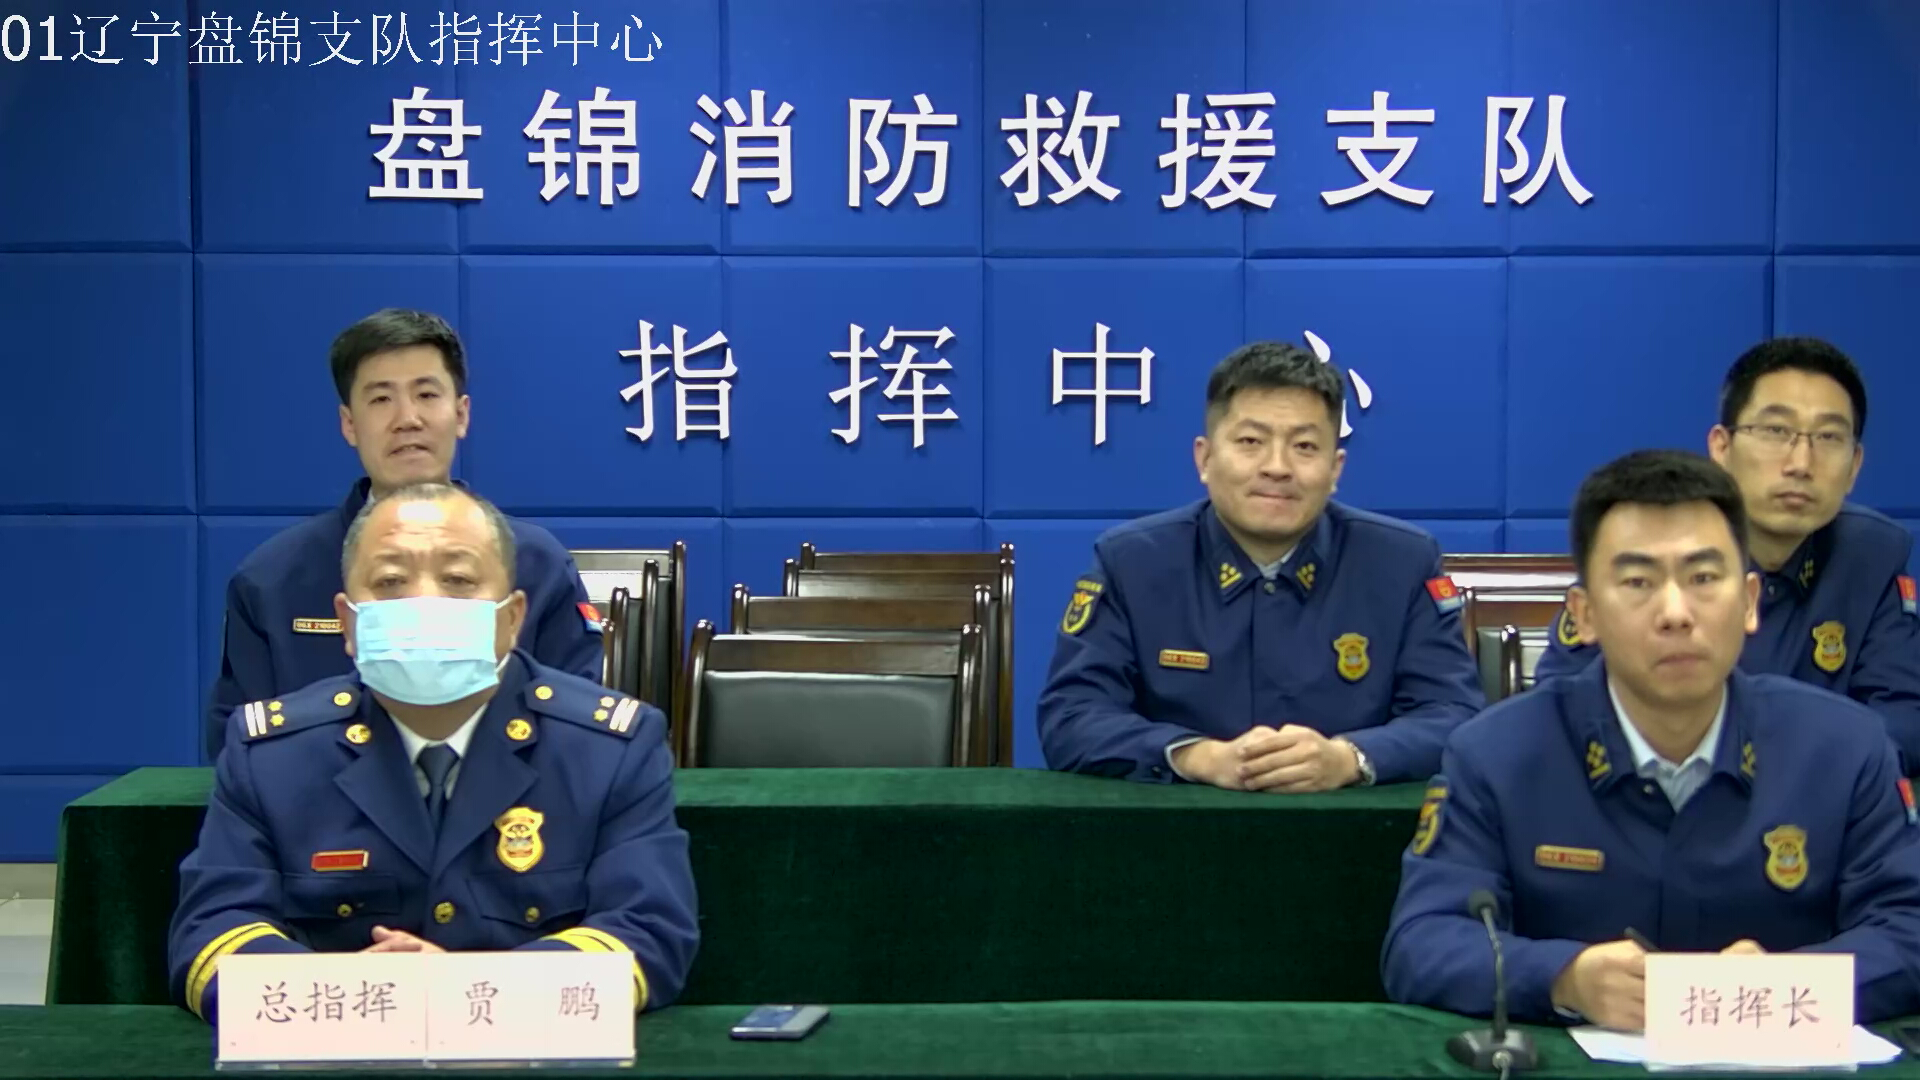 01辽宁盘锦支队指挥中心
盘锦消防救援支队
指挥中心
总指挥 贾 鹏
指挥长